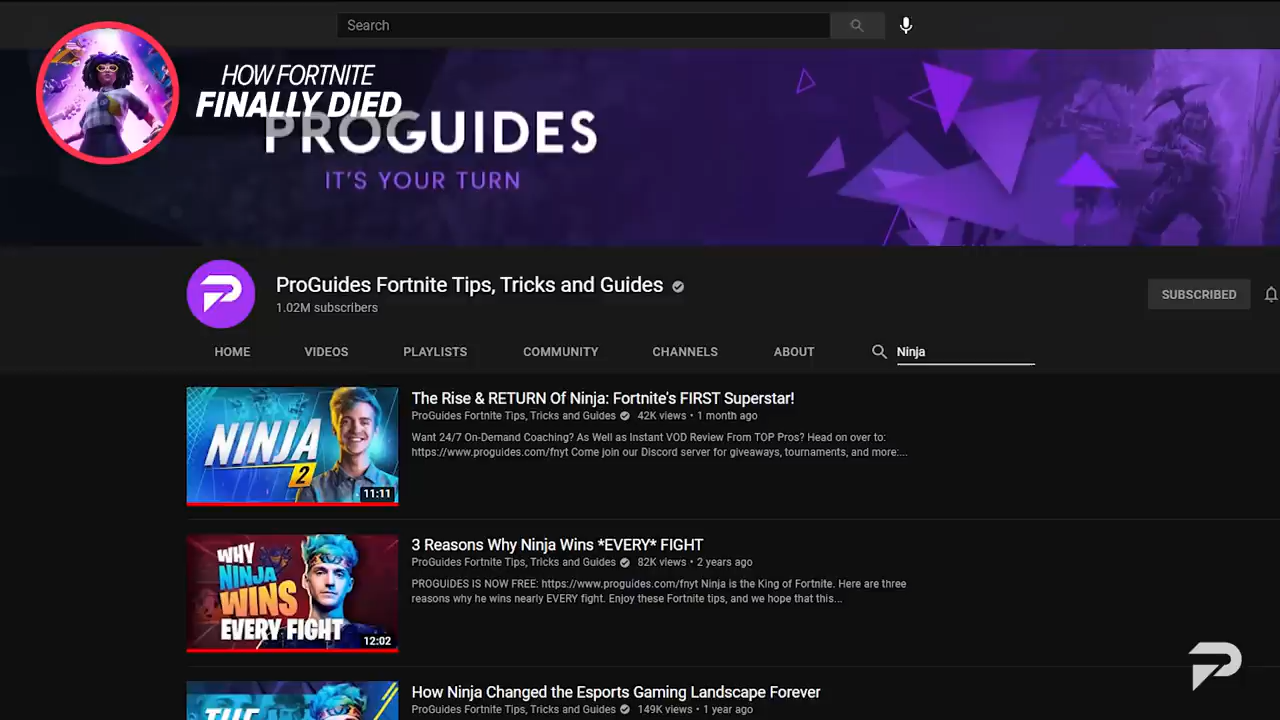 Search
HOW FORTNITE
FINALLY DIED
PROGUIDES
IT'S YOUR TURN
ProGuides Fortnite Tips, Tricks and Guides
1.02M subscribers
SUBSCRIBED
HOME VIDEOS PLAYLISTS COMMUNITY CHANNELS ABOUT Ninja
NINJA
2
11:11
The Rise & RETURN Of Ninja: Fortnite's FIRST Superstar!
ProGuides Fortnite Tips, Tricks and Guides 42K views • 1 month ago
Want 24/7 On-Demand Coaching? As Well as Instant VOD Review From TOP Pros? Head on over to:
https://www.proguides.com/fnyt Come join our Discord server for giveaways, tournaments, and more:...
WHY
NINJA
WINS
EVERY FIGHT
12:02
3 Reasons Why Ninja Wins *EVERY* FIGHT
ProGuides Fortnite Tips, Tricks and Guides 82K views • 2 years ago
PROGUIDES IS NOW FREE: https://www.proguides.com/fnyt Ninja is the King of Fortnite. Here are three
reasons why he wins nearly EVERY fight. Enjoy these Fortnite tips, and we hope that this...
THE
How Ninja Changed the Esports Gaming Landscape Forever
ProGuides Fortnite Tips, Tricks and Guides 149K views • 1 year ago